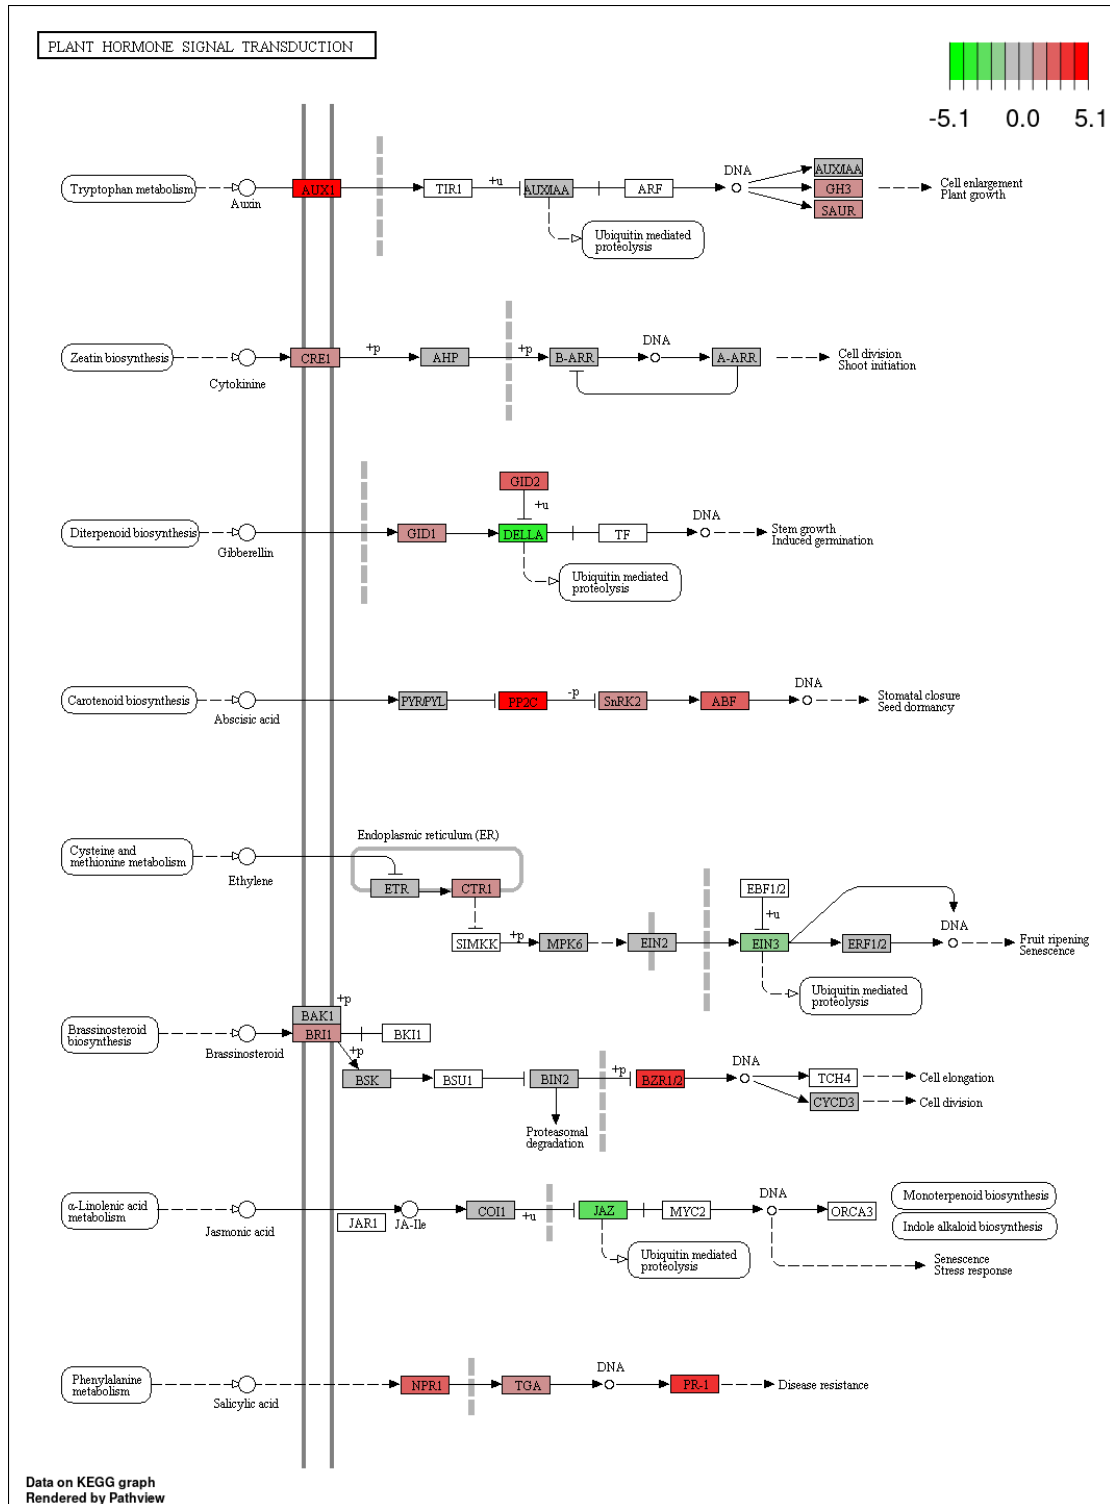 PLANT HORMONE SIGNAL TRANSDUCTION
-5.1 0.0 5.1
Tryptophan metabolism
Auxin
AUX1
TIR1
+u
AUX/IAA
ARF
DNA
AUX/IAA
GH3
SAUR
Cell enlargement
Plant growth
Ubiquitin mediated
proteolysis
Zeatin biosynthesis
Cytokinine
CRE1
+p
AHP
+p
B-ARR
DNA
A-ARR
Cell division
Shoot initiation
GID2
+u
Diterpenoid biosynthesis
Gibberellin
GID1
DELLA
TF
DNA
Stem growth
Induced germination
Ubiquitin mediated
proteolysis
Carotenoid biosynthesis
Abscisic acid
PYR/PYL
PP2C
-p
SnRK2
ABF
DNA
Stomatal closure
Seed dormancy
Endoplasmic reticulum (ER)
Cysteine and
methionine metabolism
Ethylene
ETR
CTR1
SIMKK
+p
MPK6
EIN2
EBF1/2
+u
EIN3
ERF1/2
DNA
Fruit ripening
Senescence
Ubiquitin mediated
proteolysis
Brassinosteroid
biosynthesis
Brassinosteroid
BAK1
+p
BRI1
BKI1
+p
BSK
BSU1
BIN2
+p
BZR1/2
DNA
TCH4
Cell elongation
CYCD3
Cell division
Proteasomal
degradation
α-Linolenic acid
metabolism
Jasmonic acid
JAR1
JA-Ile
COI1
+u
JAZ
MYC2
DNA
ORCA3
Monoterpenoid biosynthesis
Indole alkaloid biosynthesis
Ubiquitin mediated
proteolysis
Senescence
Stress response
Phenylalanine
metabolism
Salicylic acid
NPR1
TGA
DNA
PR-1
Disease resistance
Data on KEGG graph
Rendered by Pathview